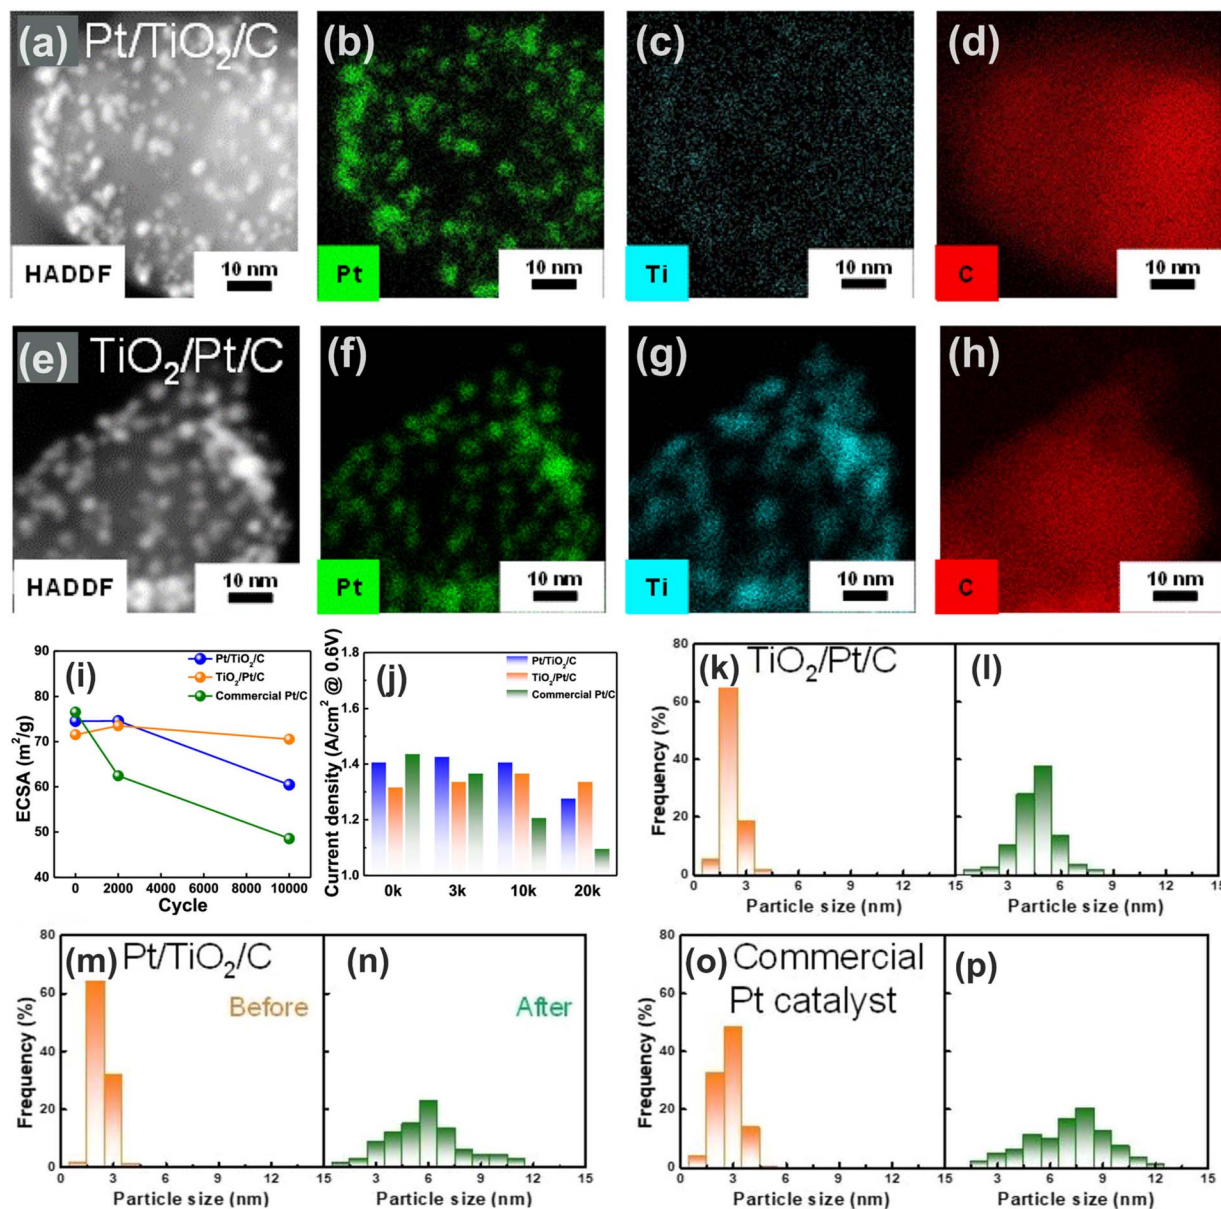 (a) Pt/TiO₂/C
HADDF
10 nm
(b)
Pt
10 nm
(c)
Ti
10 nm
(d)
C
10 nm
(e) TiO₂/Pt/C
HADDF
10 nm
(f)
Pt
10 nm
(g)
Ti
10 nm
(h)
C
10 nm
(i)
Pt/TiO₂/C
TiO₂/Pt/C
Commercial Pt/C
ECSA (m²/g)
90
80
70
60
50
40
0 2000 4000 6000 8000 10000
Cycle
(j)
Pt/TiO₂/C
TiO₂/Pt/C
Commercial Pt/C
Current density (A/cm² @ 0.6V)
1.8
1.6
1.4
1.2
1.0
0k 3k 10k 20k
(k) TiO₂/Pt/C
(l)
Frequency (%)
80
60
40
20
0
0 3 6 9 12 15 3 6 9 12 15
Particle size (nm) Particle size (nm)
(m) Pt/TiO₂/C
Before
(n)
After
Frequency (%)
80
60
40
20
0
0 3 6 9 12 15 3 6 9 12 15
Particle size (nm) Particle size (nm)
(o) Commercial
Pt catalyst
(p)
Frequency (%)
80
60
40
20
0
0 3 6 9 12 15 3 6 9 12 15
Particle size (nm) Particle size (nm)